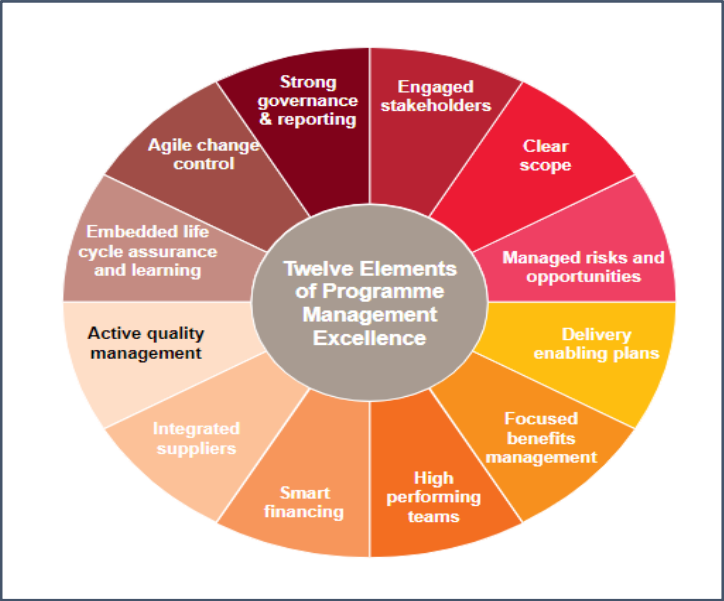 Twelve Elements
of Programme
Management
Excellence
Engaged
stakeholders
Clear
scope
Managed risks and
opportunities
Delivery
enabling plans
Focused
benefits
management
High
performing
teams
Smart
financing
Integrated
suppliers
Active quality
management
Embedded life
cycle assurance
and learning
Agile change
control
Strong
governance
& reporting